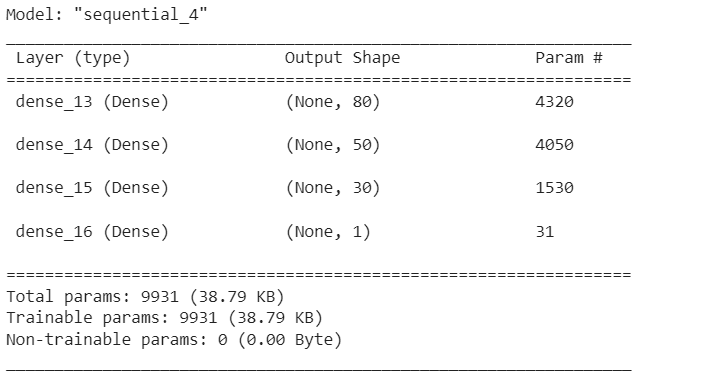 Model: "sequential_4"
_________________________________________________________________
Layer (type)                Output Shape              Param #
=================================================================
dense_13 (Dense)            (None, 80)                4320
dense_14 (Dense)            (None, 50)                4050
dense_15 (Dense)            (None, 30)                1530
dense_16 (Dense)            (None, 1)                 31
=================================================================
Total params: 9931 (38.79 KB)
Trainable params: 9931 (38.79 KB)
Non-trainable params: 0 (0.00 Byte)
_________________________________________________________________